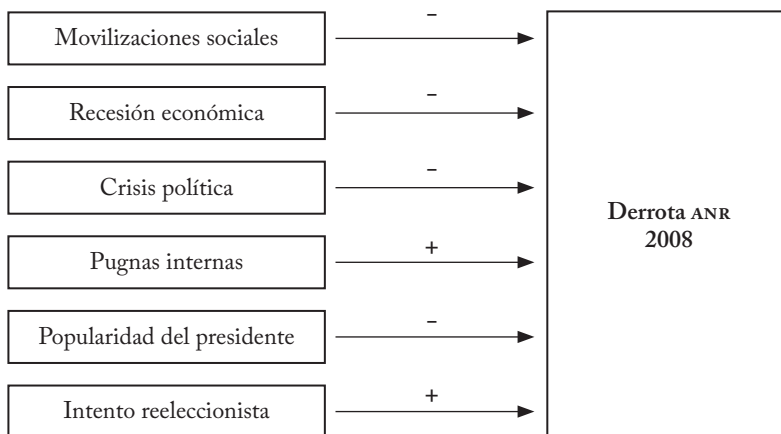 Movilizaciones sociales
–
Recesión económica
–
Crisis política
–
Pugnas internas
+
Popularidad del presidente
–
Intento reeleccionista
+
Derrota ANR
2008